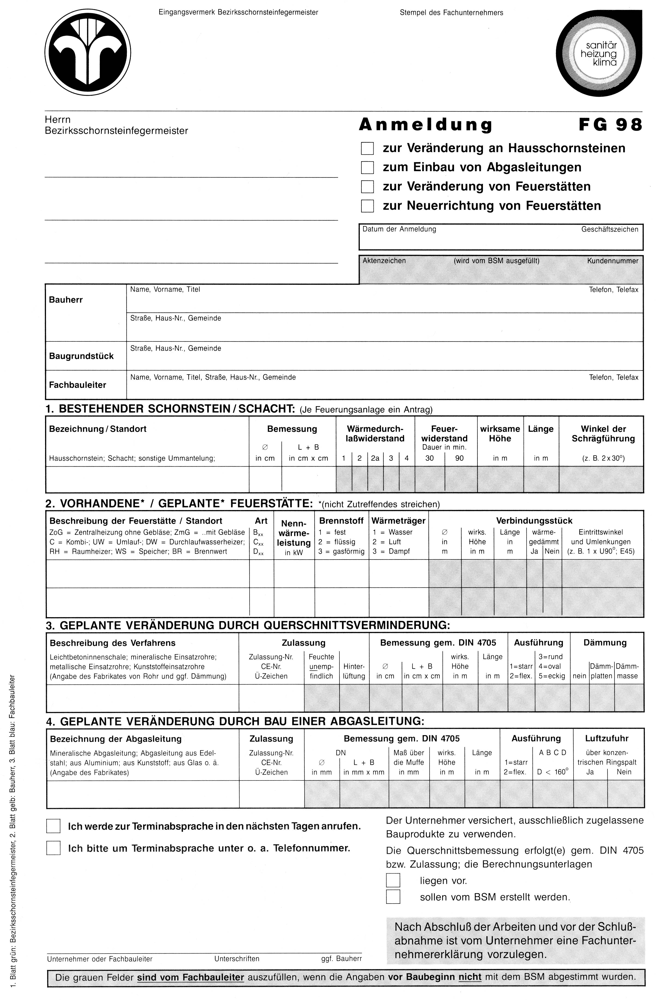 Eingangsvermerk Bezirksschornsteinfegermeister
Stempel des Fachunternehmers
sanitär
heizung
klima
Herrn
Bezirksschornsteinfegermeister
Anmeldung FG 98
zur Veränderung an Hausschornsteinen
zum Einbau von Abgasleitungen
zur Veränderung von Feuerstätten
zur Neuerrichtung von Feuerstätten
Datum der Anmeldung Geschäftszeichen
Aktenzeichen (wird vom BSM ausgefüllt) Kundennummer
Bauherr
Name, Vorname, Titel Telefon, Telefax
Straße, Haus-Nr., Gemeinde
Baugrundstück
Straße, Haus-Nr., Gemeinde
Fachbauleiter
Name, Vorname, Titel, Straße, Haus-Nr., Gemeinde Telefon, Telefax
1. BESTEHENDER SCHORNSTEIN / SCHACHT: (Je Feuerungsanlage ein Antrag)
Bezeichnung / Standort
Hausschornstein; Schacht; sonstige Ummantelung;
Bemessung
∅ L + B
in cm in cm x cm
Wärmedurch-
laßwiderstand
1 2 2a 3 4
Feuer-
widerstand
Dauer in min.
30 90
wirksame
Höhe
in m
Länge
in m
Winkel der
Schrägführung
(z. B. 2 x 30°)
2. VORHANDENE* / GEPLANTE* FEUERSTÄTTE: *(nicht Zutreffendes streichen)
Beschreibung der Feuerstätte / Standort
ZoG = Zentralheizung ohne Gebläse; ZmG = ..mit Gebläse
C = Kombi-; UW = Umlauf-; DW = Durchlaufwasserheizer;
RH = Raumheizer; WS = Speicher; BR = Brennwert
Art
Bxx
Cxx
Dxx
Nenn-
wärme-
leistung
in kW
Brennstoff
1 = fest
2 = flüssig
3 = gasförmig
Wärmeträger
1 = Wasser
2 = Luft
3 = Dampf
Verbindungsstück
∅
in
m
wirks.
Höhe
in m
Länge
in
m
wärme-
gedämmt
Ja Nein
Eintrittswinkel
und Umlenkungen
(z. B. 1 x U90°; E45)
3. GEPLANTE VERÄNDERUNG DURCH QUERSCHNITTSVERMINDERUNG:
Beschreibung des Verfahrens
Leichtbetoninnenschale; mineralische Einsatzrohre;
metallische Einsatzrohre; Kunststoffeinsatzrohre
(Angabe des Fabrikates von Rohr und ggf. Dämmung)
Zulassung
Zulassung-Nr.
CE-Nr.
Ü-Zeichen
Feuchte
unemp-
findlich
Hinter-
lüftung
Bemessung gem. DIN 4705
∅
in cm
L + B
in cm x cm
wirks.
Höhe
in m
Länge
in m
Ausführung
1=starr
2=flex.
3=rund
4=oval
5=eckig
Dämmung
nein
Dämm-
platten
Dämm-
masse
4. GEPLANTE VERÄNDERUNG DURCH BAU EINER ABGASLEITUNG:
Bezeichnung der Abgasleitung
Mineralische Abgasleitung; Abgasleitung aus Edel-
stahl; aus Aluminium; aus Kunststoff; aus Glas o. ä.
(Angabe des Fabrikates)
Zulassung
Zulassung-Nr.
CE-Nr.
Ü-Zeichen
Bemessung gem. DIN 4705
DN
∅ L + B
in mm in mm x mm
Maß über
die Muffe
in mm
wirks.
Höhe
in m
Länge
in m
Ausführung
1=starr
2=flex.
A B C D
D < 160°
Luftzufuhr
über konzen-
trischen Ringspalt
Ja Nein
Ich werde zur Terminabsprache in den nächsten Tagen anrufen.
Ich bitte um Terminabsprache unter o. a. Telefonnummer.
Der Unternehmer versichert, ausschließlich zugelassene
Bauprodukte zu verwenden.
Die Querschnittsbemessung erfolgt(e) gem. DIN 4705
bzw. Zulassung; die Berechnungsunterlagen
liegen vor.
sollen vom BSM erstellt werden.
Nach Abschluß der Arbeiten und vor der Schluß-
abnahme ist vom Unternehmer eine Fachunter-
nehmererklärung vorzulegen.
Unternehmer oder Fachbauleiter Unterschriften ggf. Bauherr
Die grauen Felder sind vom Fachbauleiter auszufüllen, wenn die Angaben vor Baubeginn nicht mit dem BSM abgestimmt wurden.
1. Blatt grün: Bezirksschornsteinfegermeister, 2. Blatt gelb: Bauherr, 3. Blatt blau: Fachbauleiter